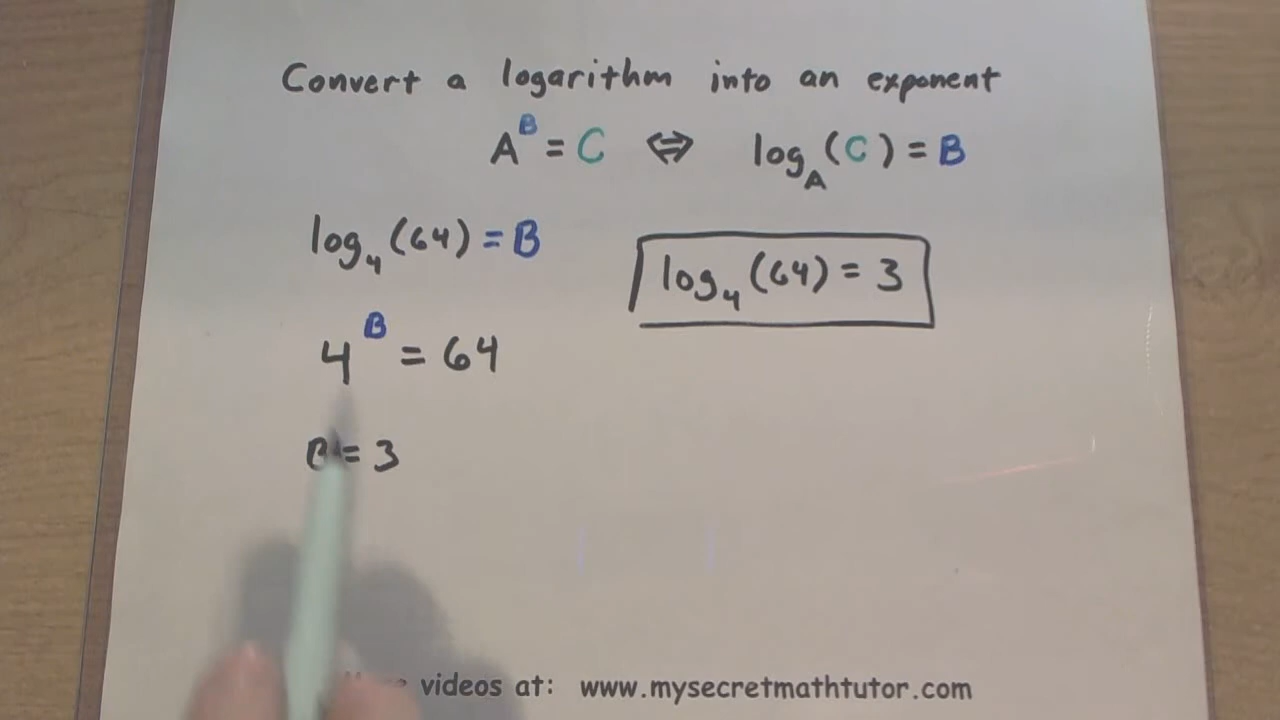 Convert a logarithm into an exponent
A^B = C ⇔ log_A(C) = B
log_4(64) = B
log_4(64) = 3
4^B = 64
B = 3
videos at: www.mysecretmathtutor.com